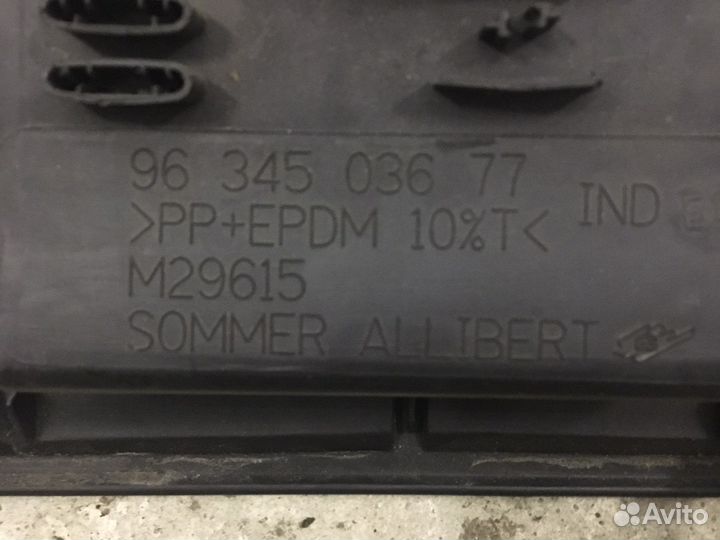 96 345 036 77
>PP+EPDM 10%T< IND
M29615
SOMMER ALLIBERT
Avito